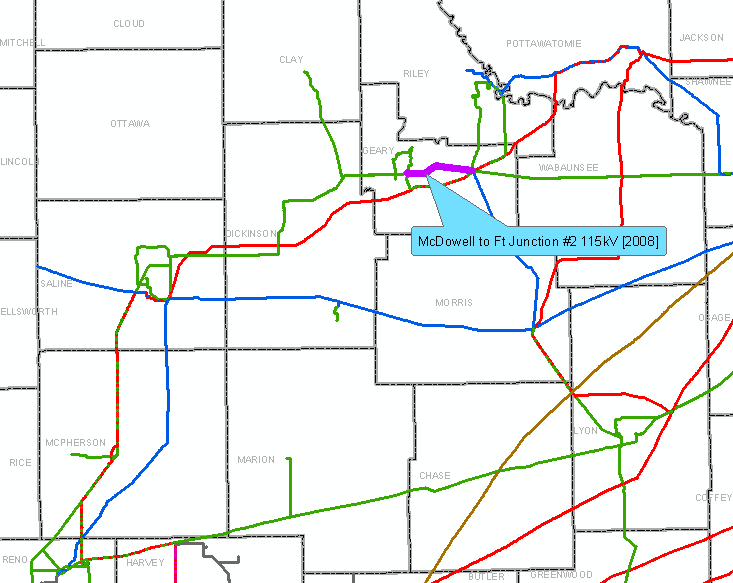 CLOUD
MITCHELL
JACKSON
POTTAWATOMIE
CLAY
RILEY
SHAWNEE
OTTAWA
GEARY
LINCOLN
WABAUNSEE
DICKINSON
McDowell to Ft Junction #2 115kV [2008]
SALINE
MORRIS
ELLSWORTH
OSAGE
LYON
MCPHERSON
MARION
RICE
CHASE
COFFEY
RENO
HARVEY
BUTLER
GREENWOOD